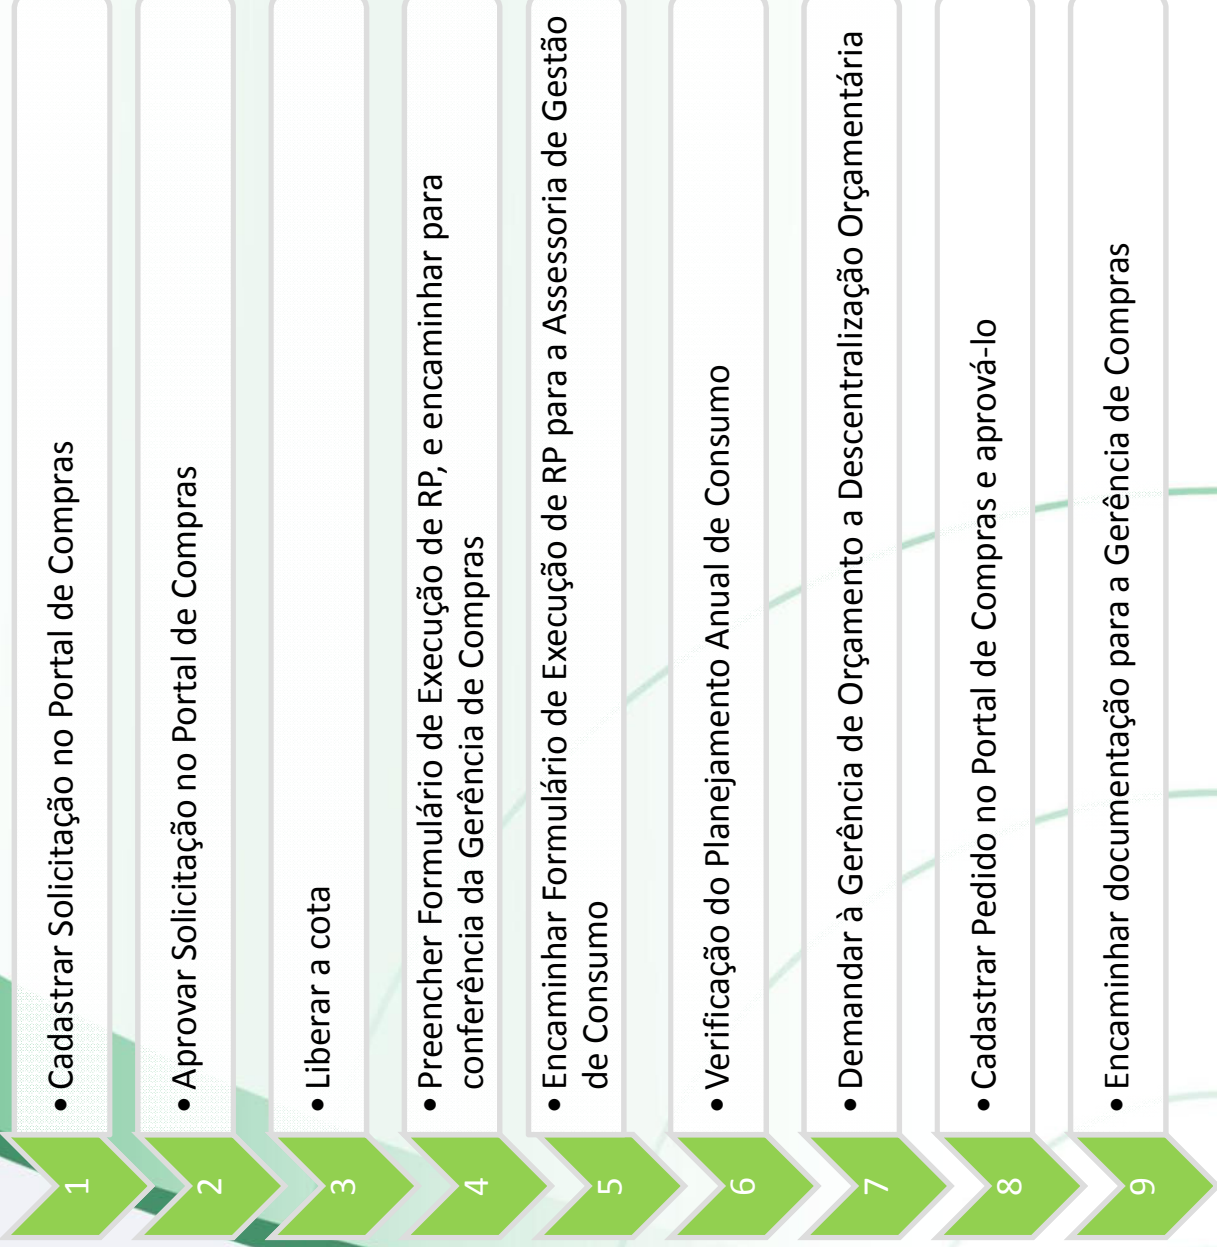 1
• Cadastrar Solicitação no Portal de Compras
2
• Aprovar Solicitação no Portal de Compras
3
• Liberar a cota
4
• Preencher Formulário de Execução de RP, e encaminhar para
conferência da Gerência de Compras
5
• Encaminhar Formulário de Execução de RP para a Assessoria de Gestão
de Consumo
6
• Verificação do Planejamento Anual de Consumo
7
• Demandar à Gerência de Orçamento a Descentralização Orçamentária
8
• Cadastrar Pedido no Portal de Compras e aprová-lo
9
• Encaminhar documentação para a Gerência de Compras